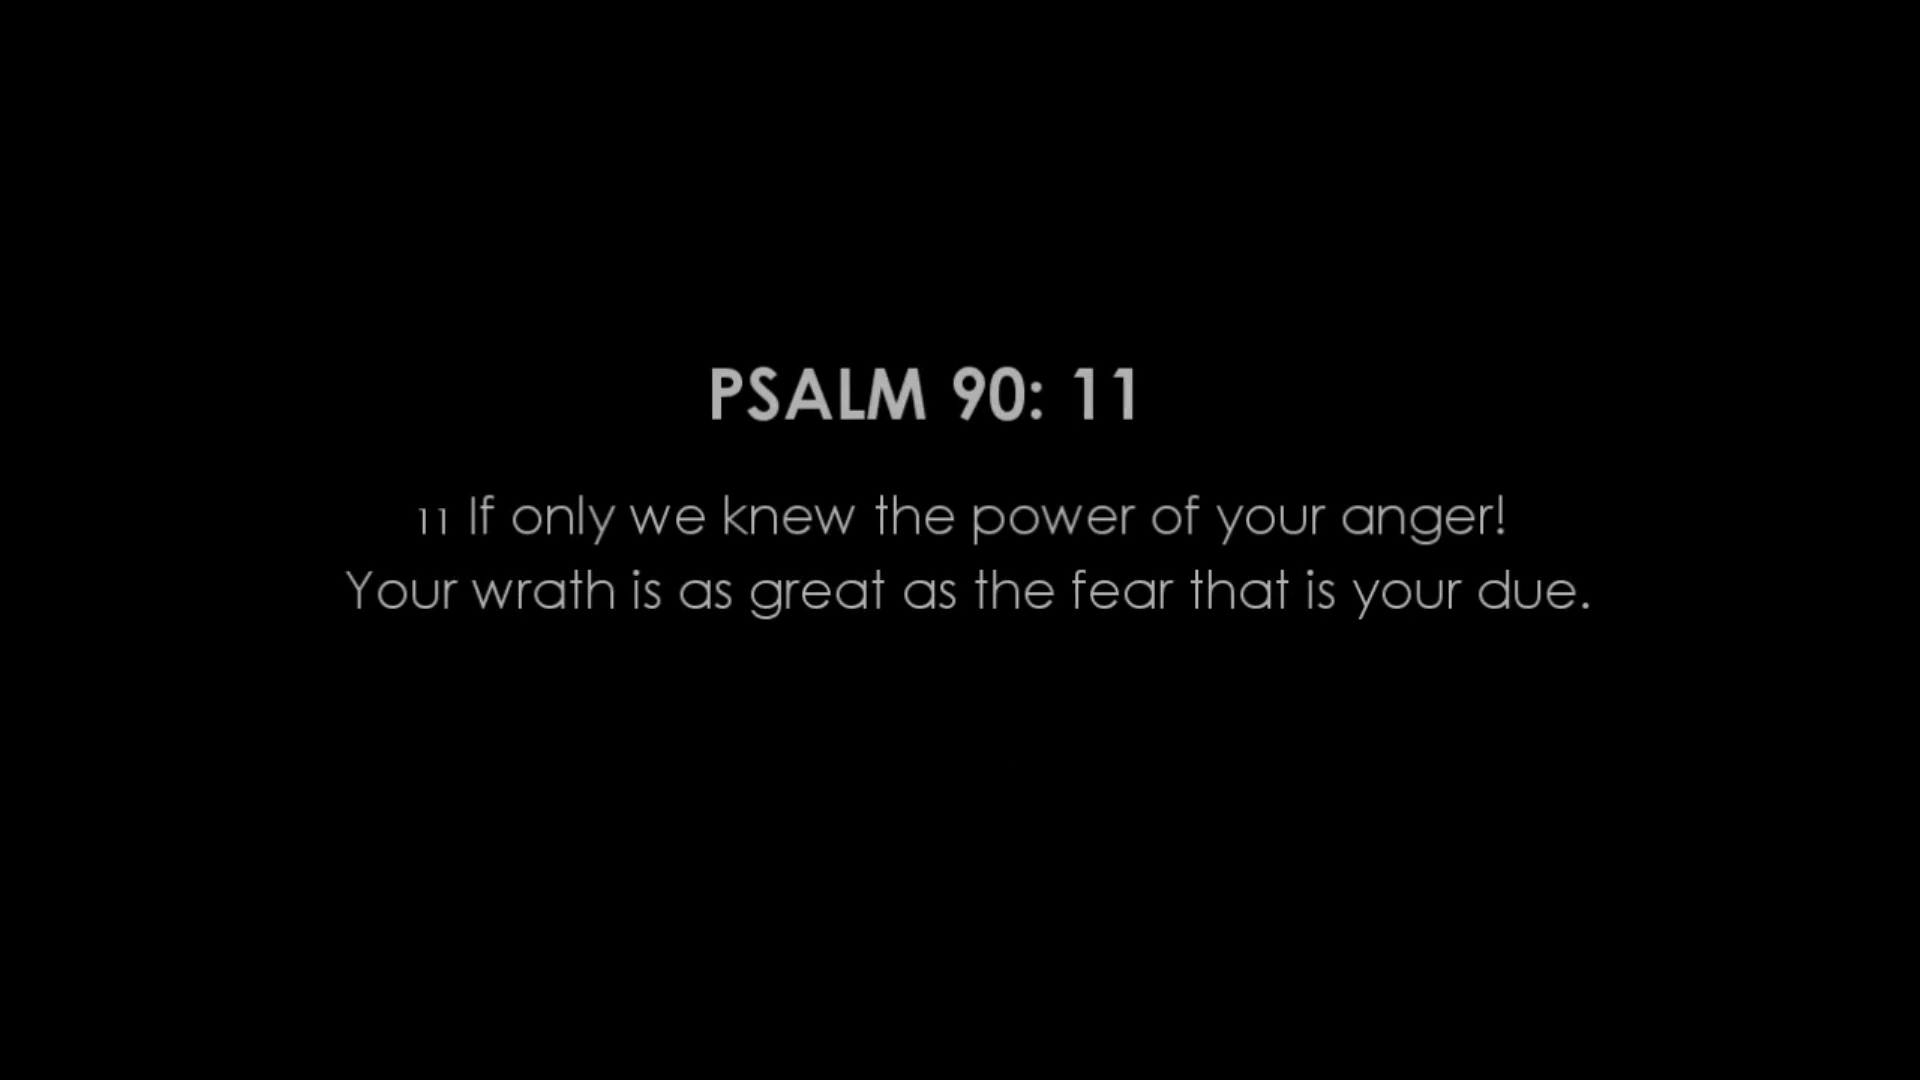 PSALM 90: 11
11 If only we knew the power of your anger!
Your wrath is as great as the fear that is your due.